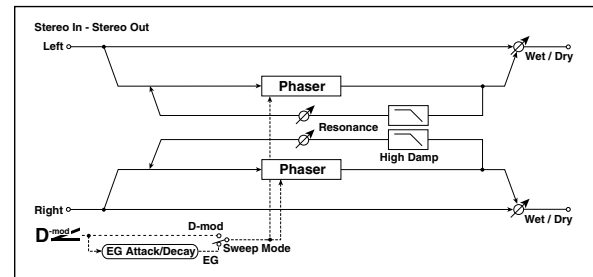 Stereo In - Stereo Out
Left
Wet / Dry
Phaser
Resonance
High Damp
Phaser
Right
Wet / Dry
D-mod
D-mod
Sweep Mode
EG Attack/Decay
EG